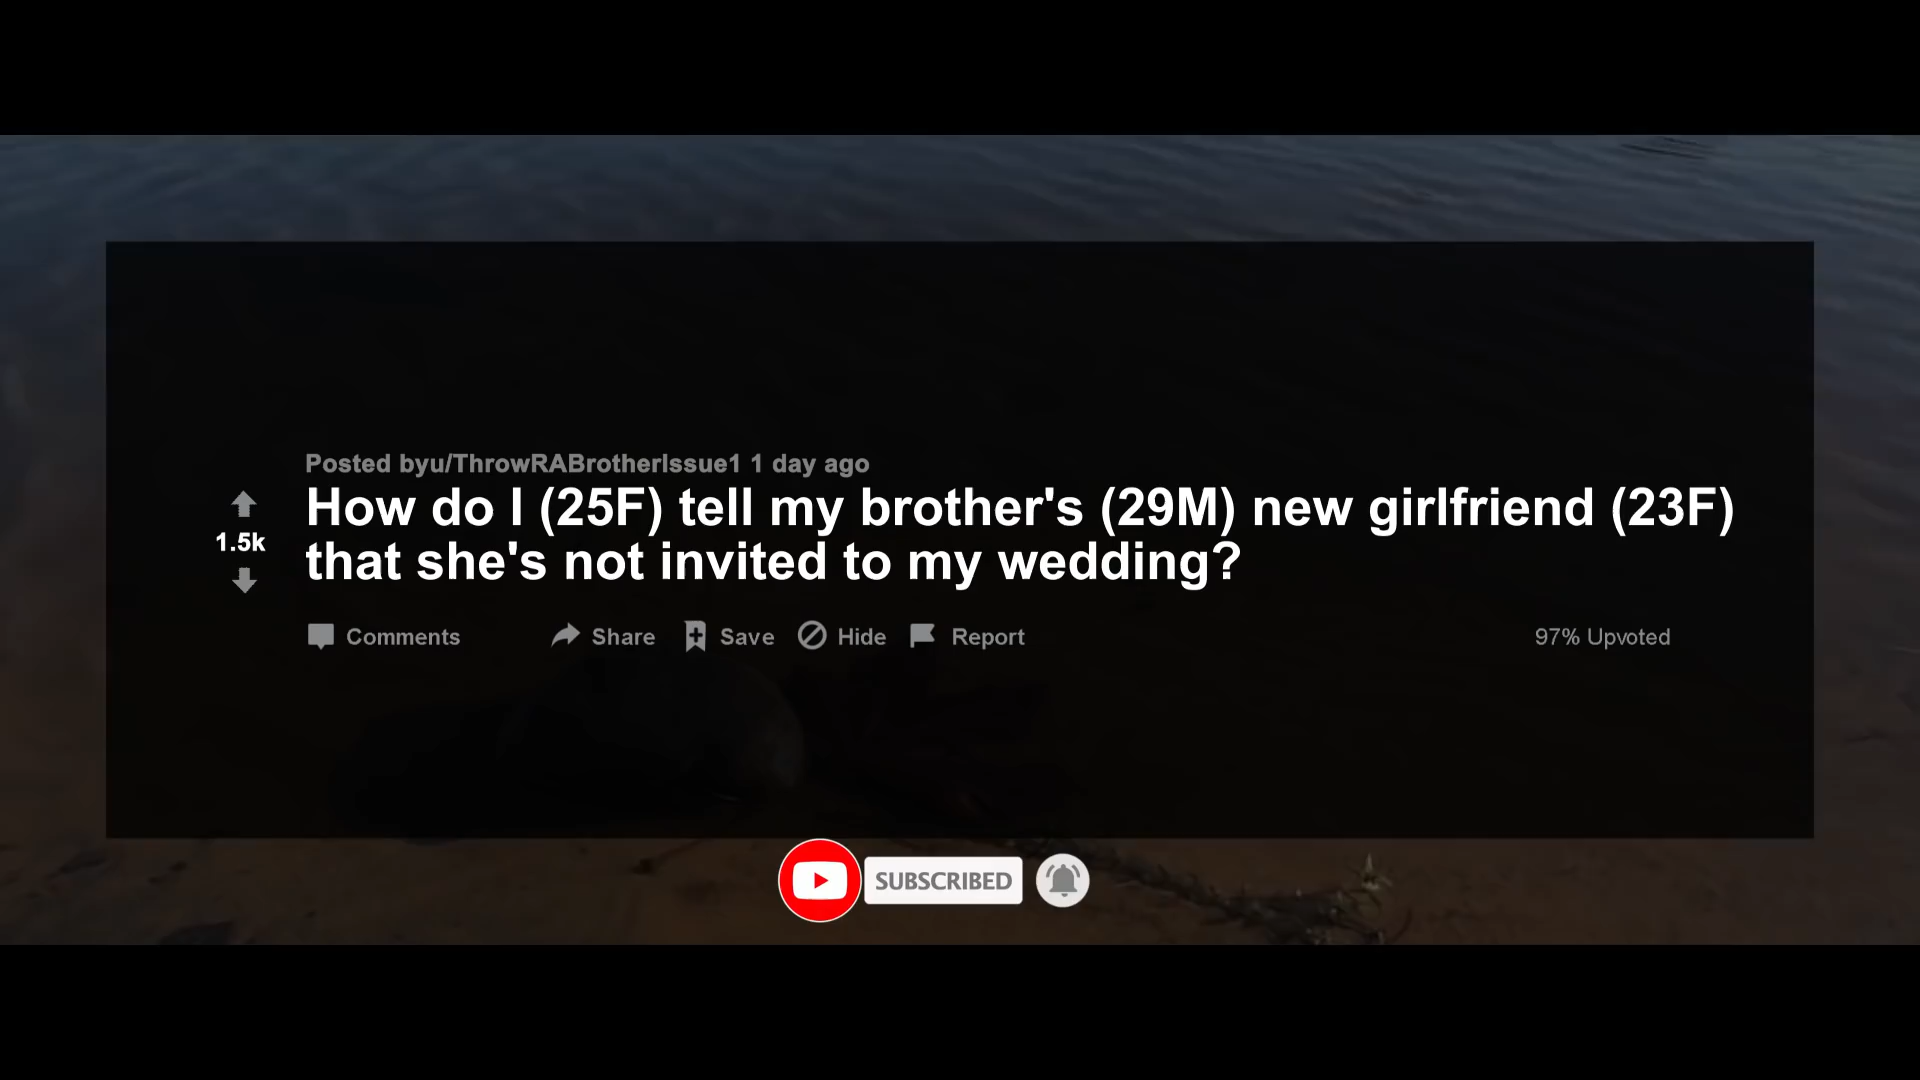 Posted byu/ThrowRABrotherIssue1 1 day ago
How do I (25F) tell my brother's (29M) new girlfriend (23F)
that she's not invited to my wedding?
1.5k
Comments Share Save Hide Report 97% Upvoted
SUBSCRIBED